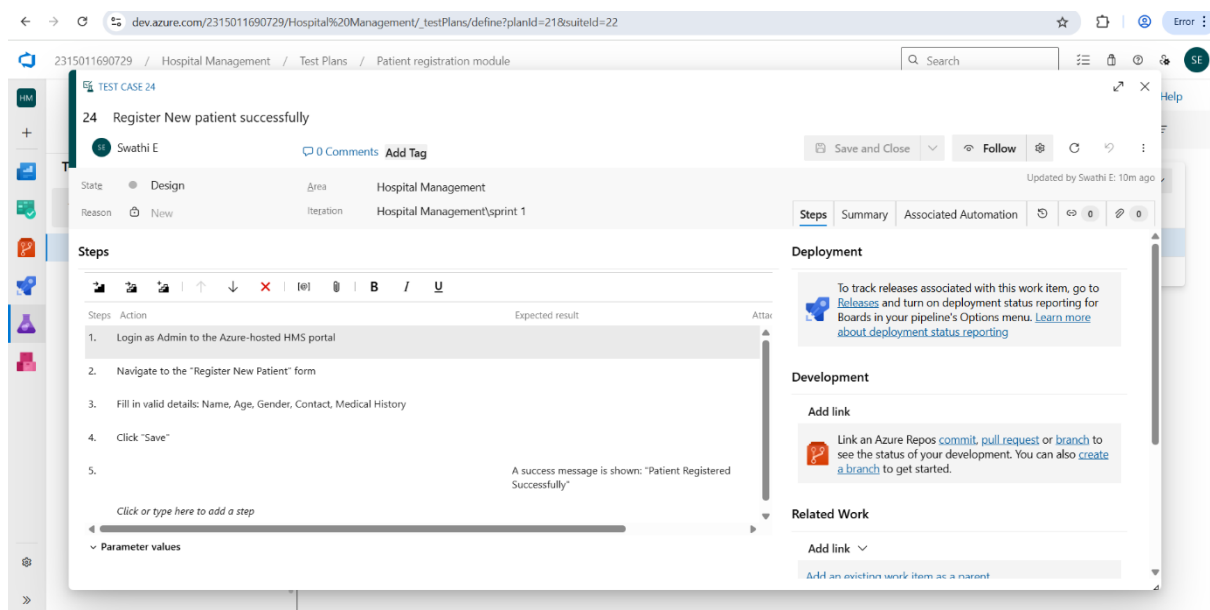 dev.azure.com/2315011690729/Hospital%20Management/_testPlans/define?planId=21&suiteId=22
Error
2315011690729 / Hospital Management / Test Plans / Patient registration module
Search
SE
HM
Help
TEST CASE 24
24 Register New patient successfully
SE Swathi E
0 Comments Add Tag
Save and Close
Follow
State Design
Area Hospital Management
Updated by Swathi E: 10m ago
Reason New
Iteration Hospital Management\sprint 1
Steps Summary Associated Automation 0 0
Steps
B I U
Steps Action Expected result Attac
1. Login as Admin to the Azure-hosted HMS portal
2. Navigate to the "Register New Patient" form
3. Fill in valid details: Name, Age, Gender, Contact, Medical History
4. Click "Save"
5. A success message is shown: "Patient Registered
Successfully"
Click or type here to add a step
Parameter values
Deployment
To track releases associated with this work item, go to
Releases and turn on deployment status reporting for
Boards in your pipeline's Options menu. Learn more
about deployment status reporting
Development
Add link
Link an Azure Repos commit, pull request or branch to
see the status of your development. You can also create
a branch to get started.
Related Work
Add link
Add an existing work item as a parent